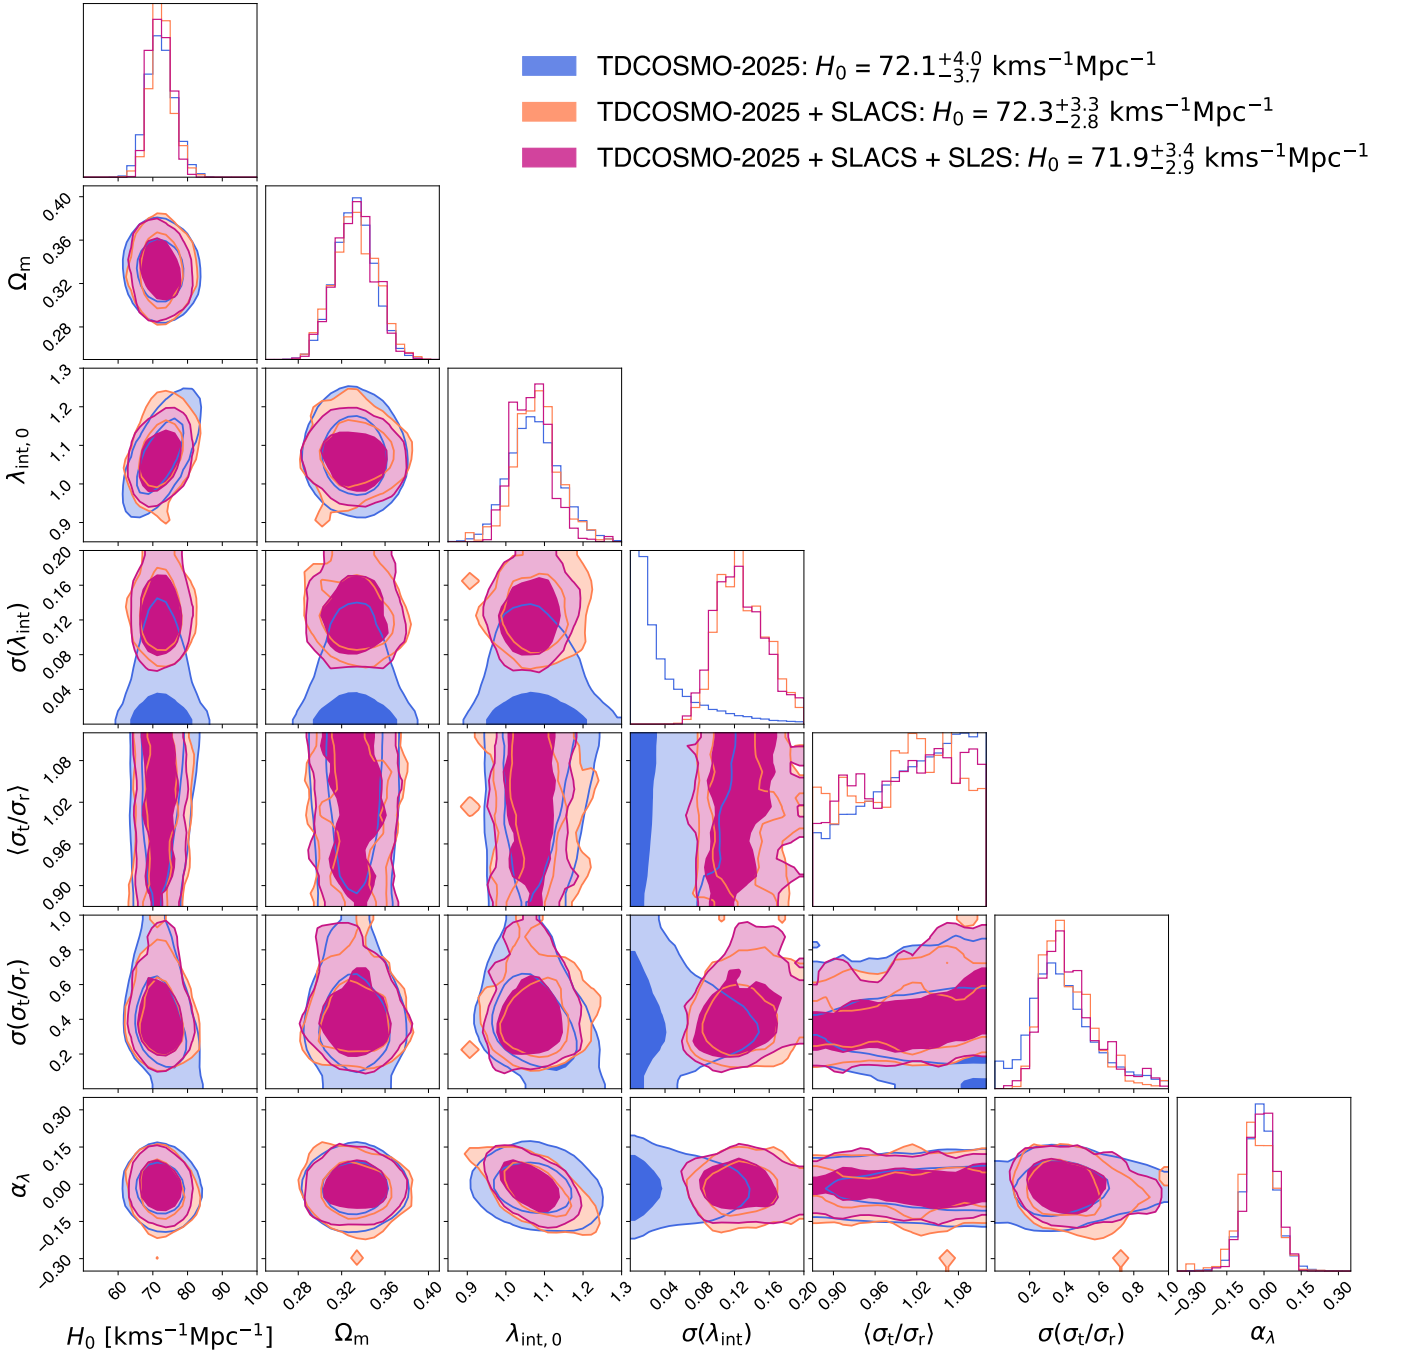 TDCOSMO-2025: H₀ = 72.1⁺⁴·⁰₋₃.₇ kms⁻¹Mpc⁻¹
TDCOSMO-2025 + SLACS: H₀ = 72.3⁺³·³₋₂.₈ kms⁻¹Mpc⁻¹
TDCOSMO-2025 + SLACS + SL2S: H₀ = 71.9⁺³·⁴₋₂.₉ kms⁻¹Mpc⁻¹
0.40
0.36
0.32
0.28
Ωm
1.3
1.2
1.1
1.0
0.9
λint, 0
0.20
0.16
0.12
0.08
0.04
σ(λint)
1.08
1.02
0.96
0.90
⟨σt/σr⟩
1.0
0.8
0.6
0.4
0.2
σ(σt/σr)
0.30
0.15
0.00
−0.15
−0.30
αλ
60 70 80 90 100
0.28 0.32 0.36 0.40
0.9 1.0 1.1 1.2 1.3
0.04 0.08 0.12 0.16 0.20
0.90 0.96 1.02 1.08
0.2 0.4 0.6 0.8 1.0
−0.30 −0.15 0.00 0.15 0.30
H₀ [kms⁻¹Mpc⁻¹] Ωm λint, 0 σ(λint) ⟨σt/σr⟩ σ(σt/σr) αλ